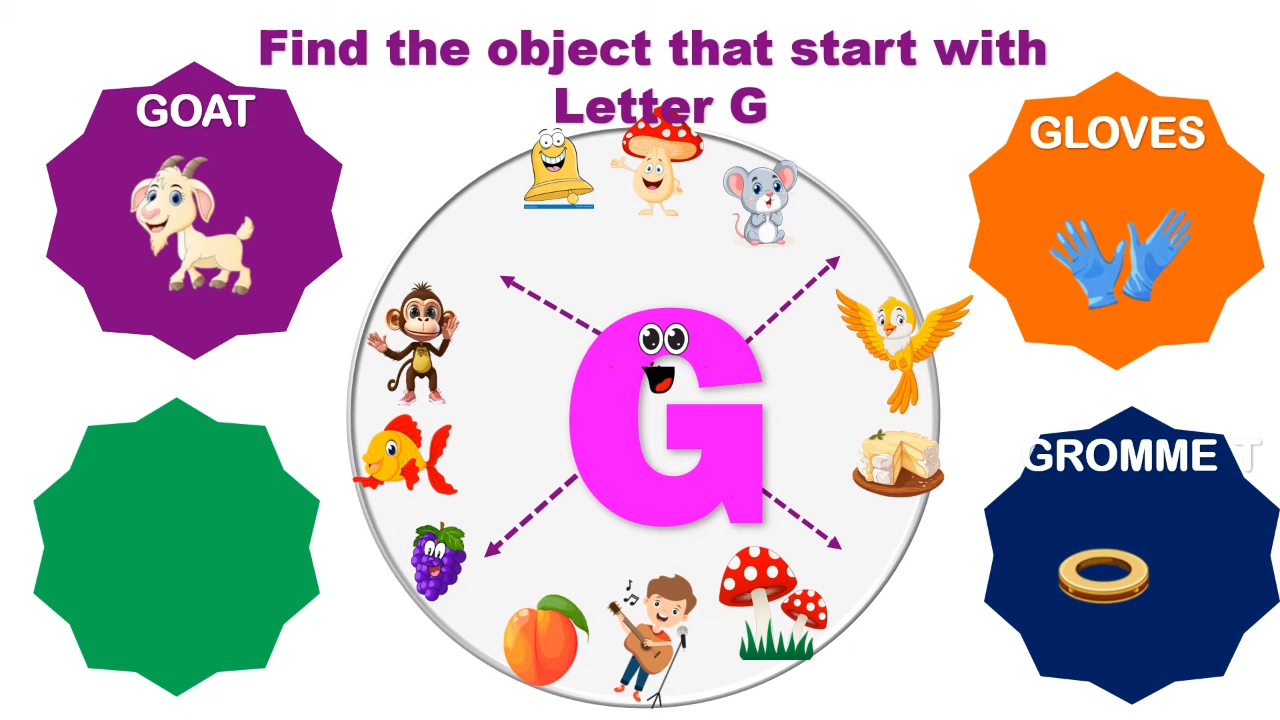 Find the object that start with
Letter G
GOAT
GLOVES
G
GROMME T